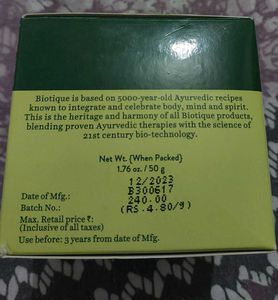 Biotique is based on 5000-year-old Ayurvedic recipes
known to integrate and celebrate body, mind and spirit.
This is the heritage and harmony of all Biotique products,
blending proven Ayurvedic therapies with the science of
21st century bio-technology.
Net Wt. (When Packed)
1.76 oz. / 50 g
Date of Mfg.: 12/2023
Batch No.: B300617
Max. Retail price ₹: 240.00
(Inclusive of all taxes) (RS.4.80/g)
Use before: 3 years from date of Mfg.